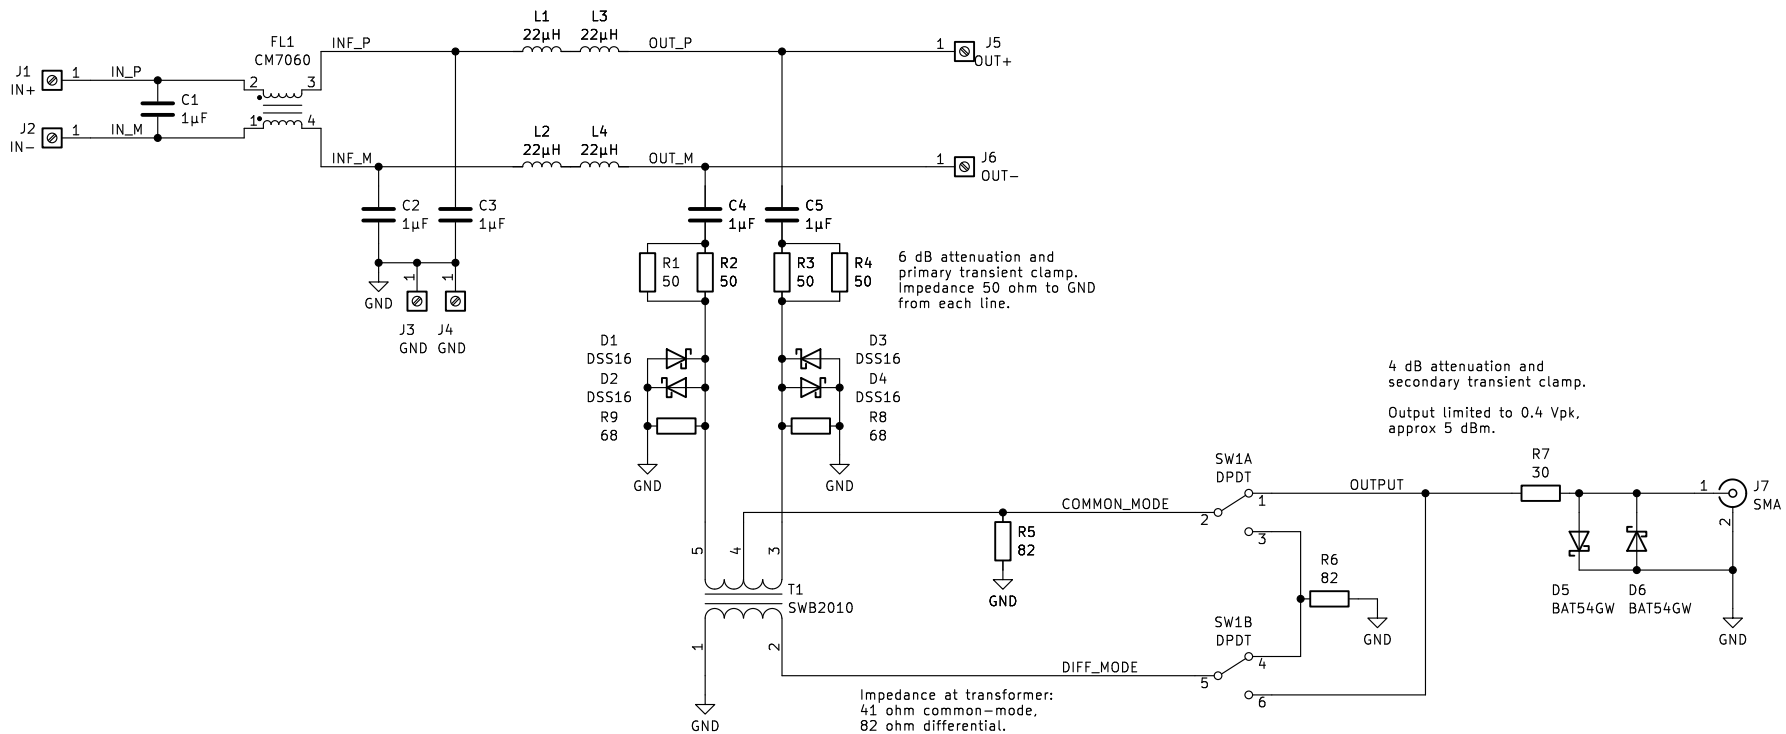 L1
22µH
L3
22µH
FL1
CM7060
INF_P
OUT_P
1
J5
OUT+
J1
IN+
1
IN_P
2
3
C1
1µF
J2
IN−
1
IN_M
1
4
L2
22µH
L4
22µH
INF_M
OUT_M
1
J6
OUT−
C2
1µF
C3
1µF
C4
1µF
C5
1µF
1
1
GND
J3
GND
J4
GND
R1
50
R2
50
R3
50
R4
50
6 dB attenuation and
primary transient clamp.
Impedance 50 ohm to GND
from each line.
D1
DSS16
D2
DSS16
R9
68
D3
DSS16
D4
DSS16
R8
68
GND
GND
4 dB attenuation and
secondary transient clamp.
Output limited to 0.4 Vpk,
approx 5 dBm.
SW1A
DPDT
1
2
3
COMMON_MODE
OUTPUT
R7
30
1
J7
SMA
2
5
4
3
R5
82
GND
T1
SWB2010
1
2
R6
82
GND
D5
BAT54GW
D6
BAT54GW
GND
SW1B
DPDT
4
5
6
DIFF_MODE
GND
Impedance at transformer:
41 ohm common−mode,
82 ohm differential.